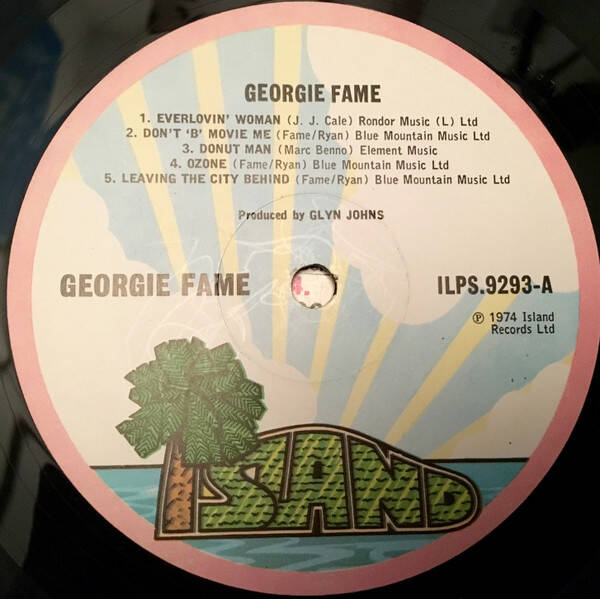 GEORGIE FAME
1. EVERLOVIN' WOMAN (J. J. Cale) Rondor Music (L) Ltd
2. DON'T 'B' MOVIE ME (Fame/Ryan) Blue Mountain Music Ltd
3. DONUT MAN (Marc Benno) Element Music
4. OZONE (Fame/Ryan) Blue Mountain Music Ltd
5. LEAVING THE CITY BEHIND (Fame/Ryan) Blue Mountain Music Ltd
Produced by GLYN JOHNS
GEORGIE FAME
ILPS.9293-A
℗ 1974 Island
Records Ltd
ISLAND